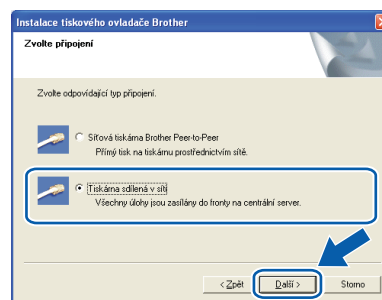 Instalace tiskového ovladače Brother
Zvolte připojení
Zvolte odpovídající typ připojení.
Síťová tiskárna Brother Peer-to-Peer
Přímý tisk na tiskárnu prostřednictvím sítě.
Tiskárna sdílená v síti
Všechny úlohy jsou zasílány do fronty na centrální server.
< Zpět
Další >
Storno